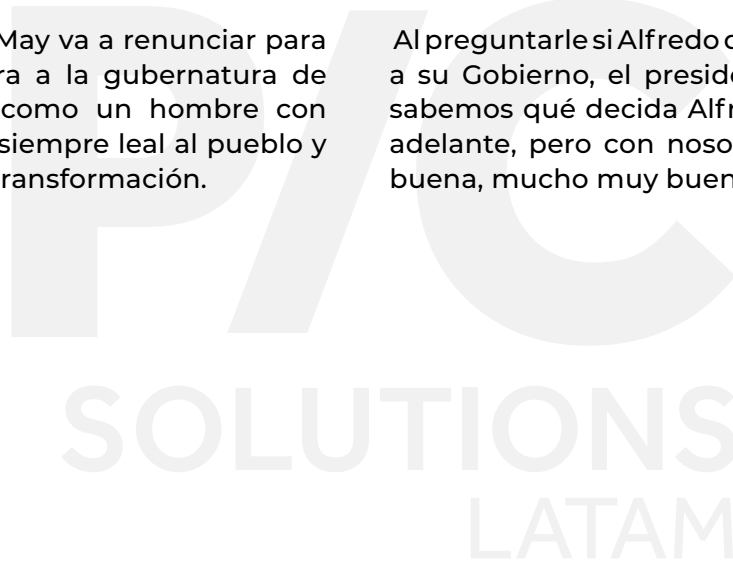 May va a renunciar para
ra a la gubernatura de
como un hombre con
siempre leal al pueblo y
ransformación.
Al preguntarle si Alfredo
a su Gobierno, el presid
sabemos qué decida Alfr
adelante, pero con noso
buena, mucho muy buen
P/C
SOLUTIONS
LATAM